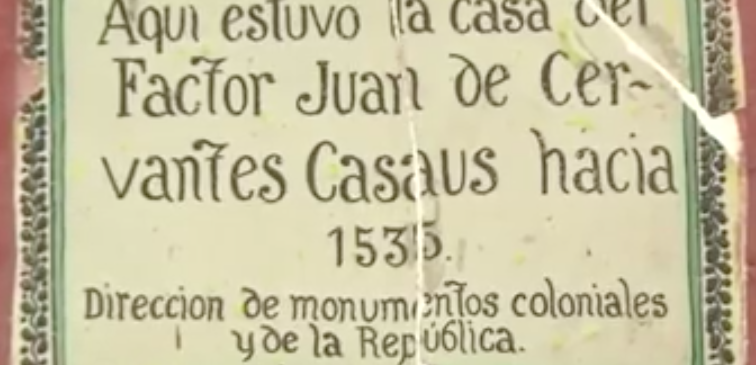 Aqui estuvo la casa del
Factor Juan de Cer-
vantes Casaus hacia
1535.
Direccion de monumentos coloniales
y de la República.